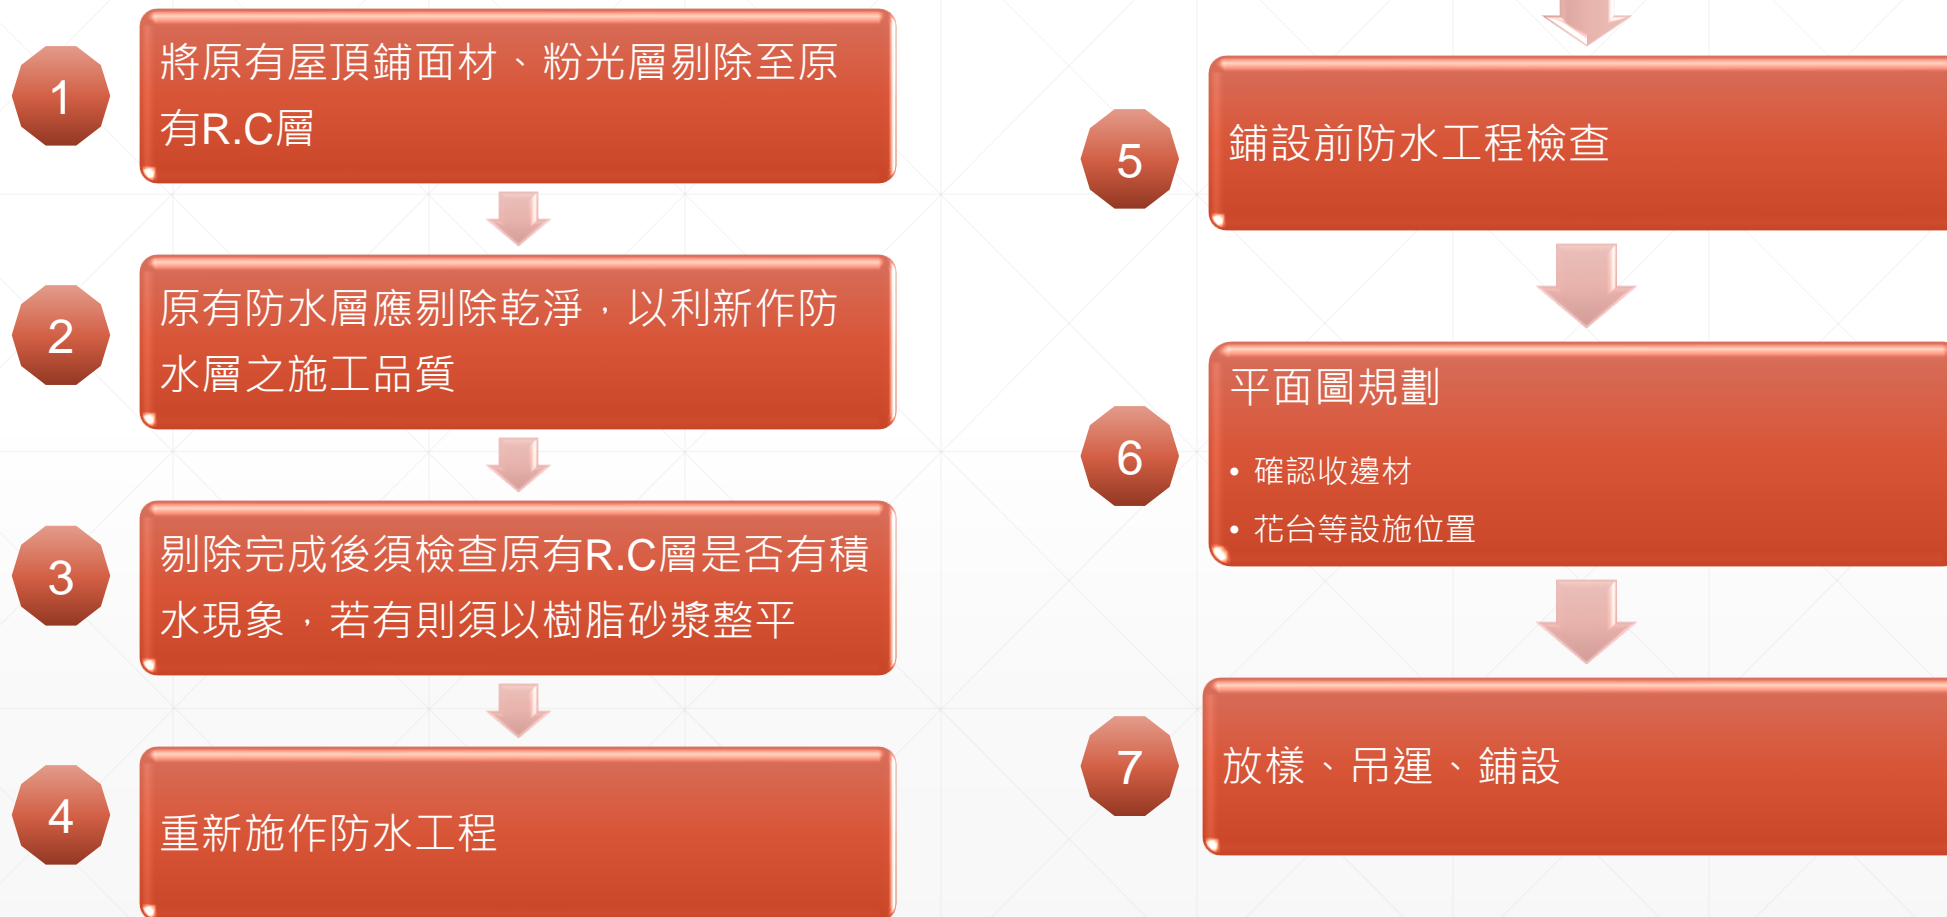 1
將原有屋頂鋪面材、粉光層剔除至原
有R.C層
2
原有防水層應剔除乾淨，以利新作防
水層之施工品質
3
剔除完成後須檢查原有R.C層是否有積
水現象，若有則須以樹脂砂漿整平
4
重新施作防水工程
5
鋪設前防水工程檢查
6
平面圖規劃
• 確認收邊材
• 花台等設施位置
7
放樣、吊運、鋪設